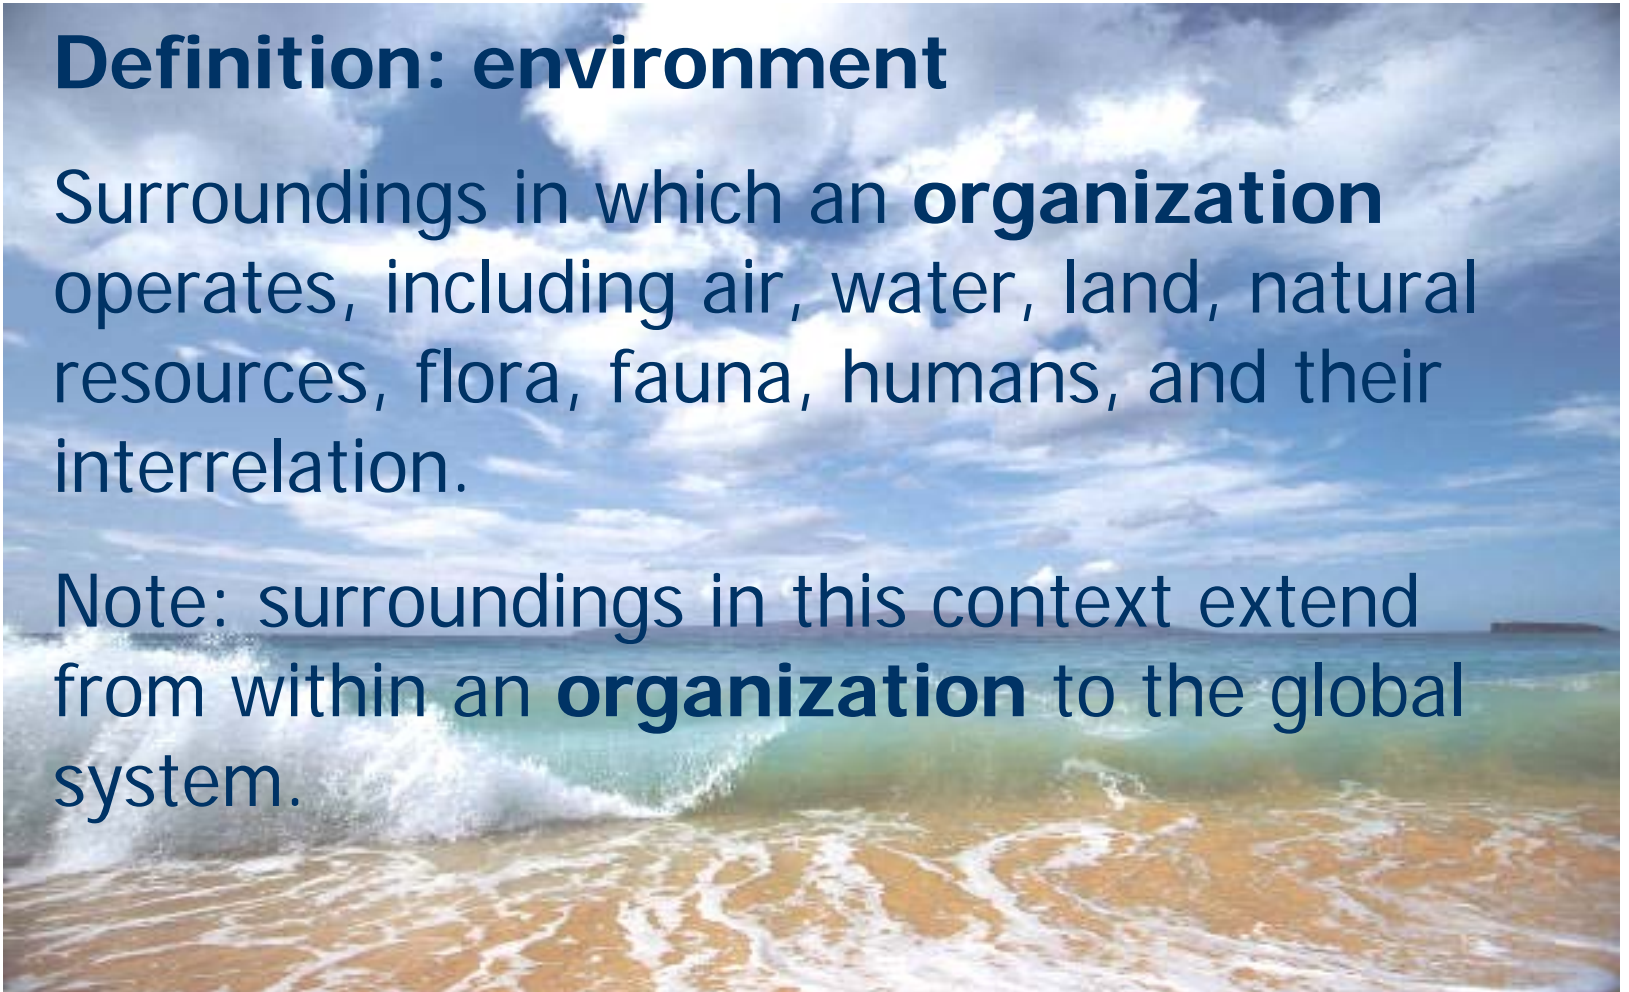 Definition: environment
Surroundings in which an organization
operates, including air, water, land, natural
resources, flora, fauna, humans, and their
interrelation.
Note: surroundings in this context extend
from within an organization to the global
system.